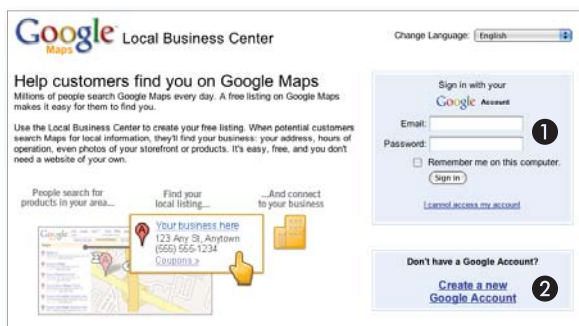 Google Maps Local Business Center
Change Language: English
Help customers find you on Google Maps
Millions of people search Google Maps every day. A free listing on Google Maps
makes it easy for them to find you.
Use the Local Business Center to create your free listing. When potential customers
search Maps for local information, they'll find your business: your address, hours of
operation, even photos of your storefront or products. It's easy, free, and you don't
need a website of your own.
People search for
products in your area...
Find your
local listing...
...And connect
to your business
Google
Your business here
123 Any St, Anytown
(555) 555-1234
Coupons »
Sign in with your
Google Account
Email:
Password:
1
Remember me on this computer.
Sign in
I cannot access my account
Don't have a Google Account?
Create a new
Google Account
2